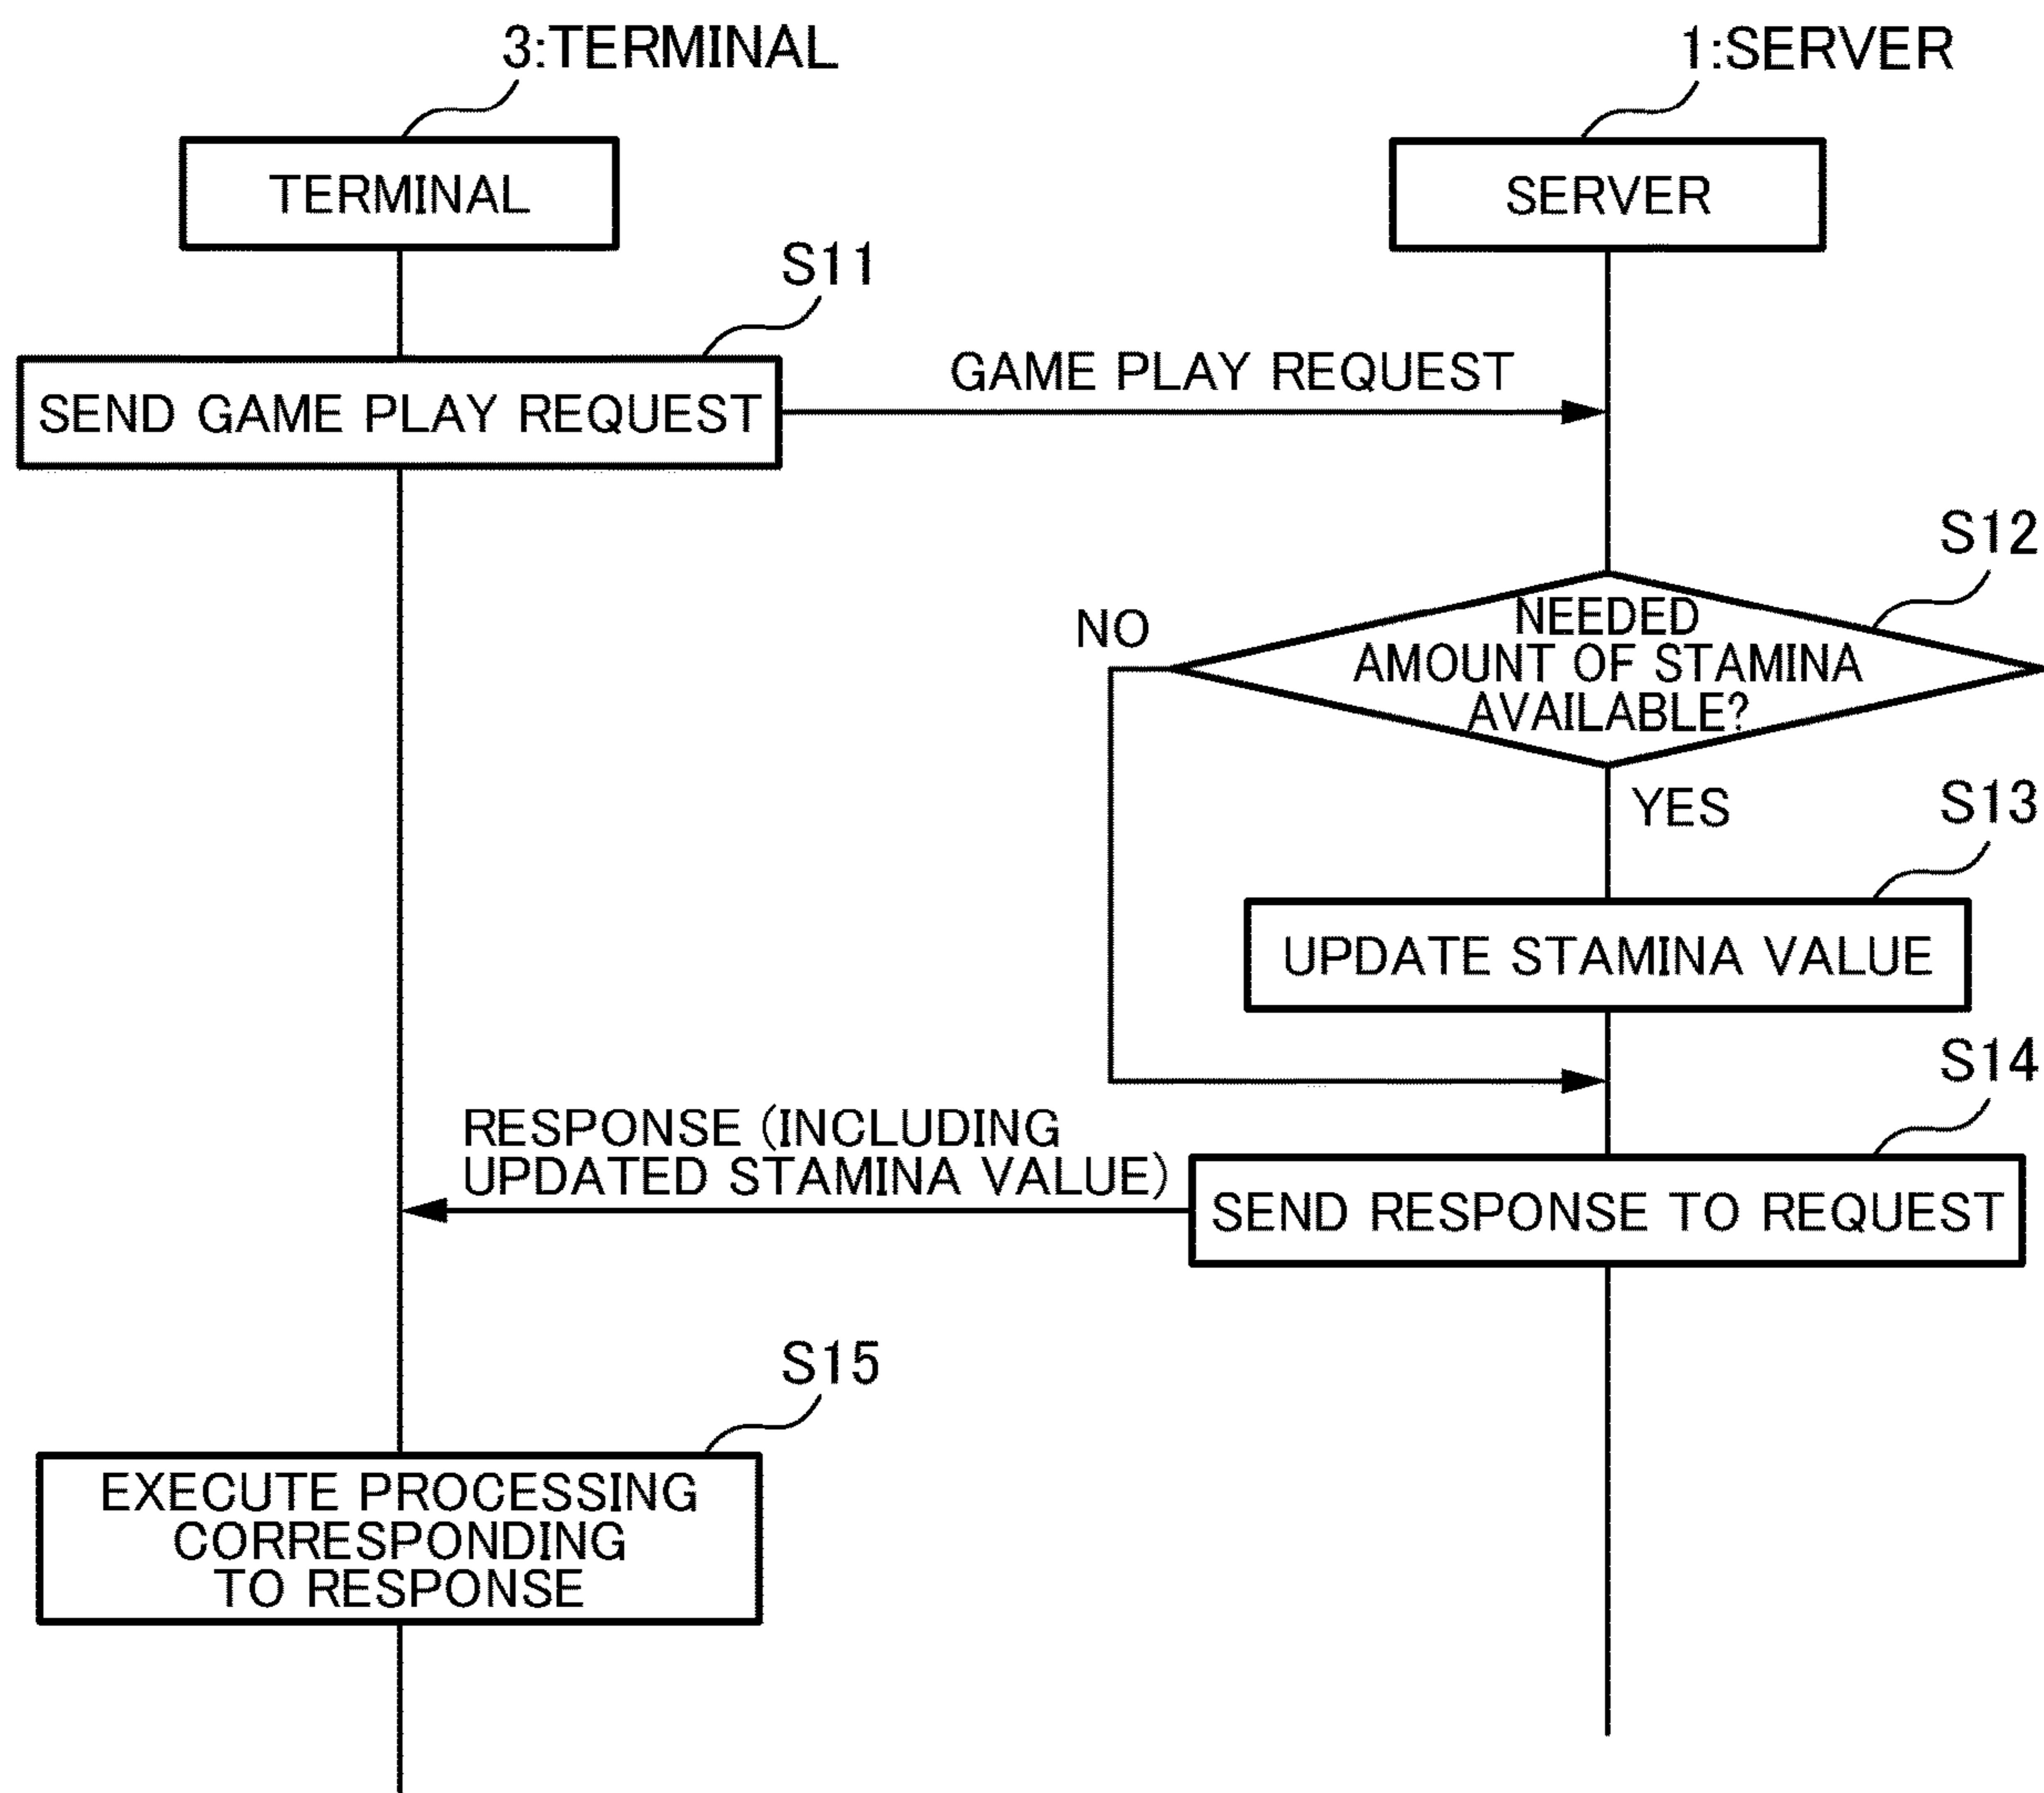 3:TERMINAL
1:SERVER
TERMINAL
SERVER
S11
SEND GAME PLAY REQUEST
GAME PLAY REQUEST
S12
NEEDED
AMOUNT OF STAMINA
AVAILABLE?
NO
YES
S13
UPDATE STAMINA VALUE
S14
RESPONSE (INCLUDING
UPDATED STAMINA VALUE)
SEND RESPONSE TO REQUEST
S15
EXECUTE PROCESSING
CORRESPONDING
TO RESPONSE